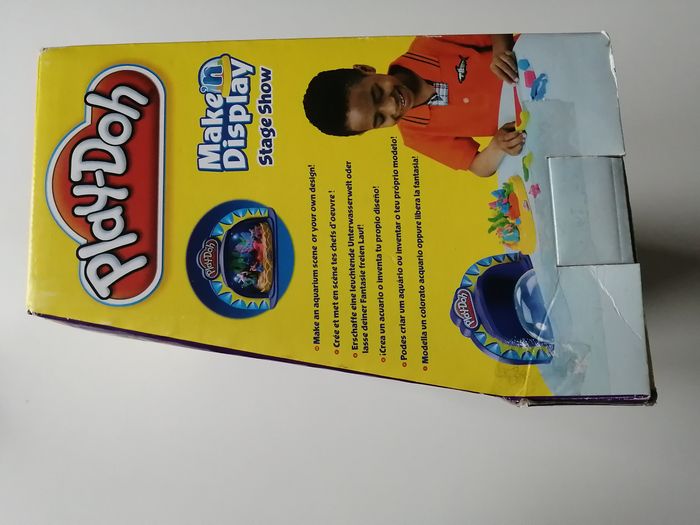 PLAY-DOH
Make in
Display
Stage Show
PLAY-DOH
Make an aquarium scene or your own design!
Crée et met en scène tes chefs d'oeuvre !
Erschaffe eine leuchtende Unterwasserwelt oder
lasse deiner Fantasie freien Lauf!
¡Crea un acuario o inventa tu propio diseño!
Podes criar um aquário ou inventar o teu próprio modelo!
Modella un colorato acquario oppure libera la fantasia!
PLAY-DOH